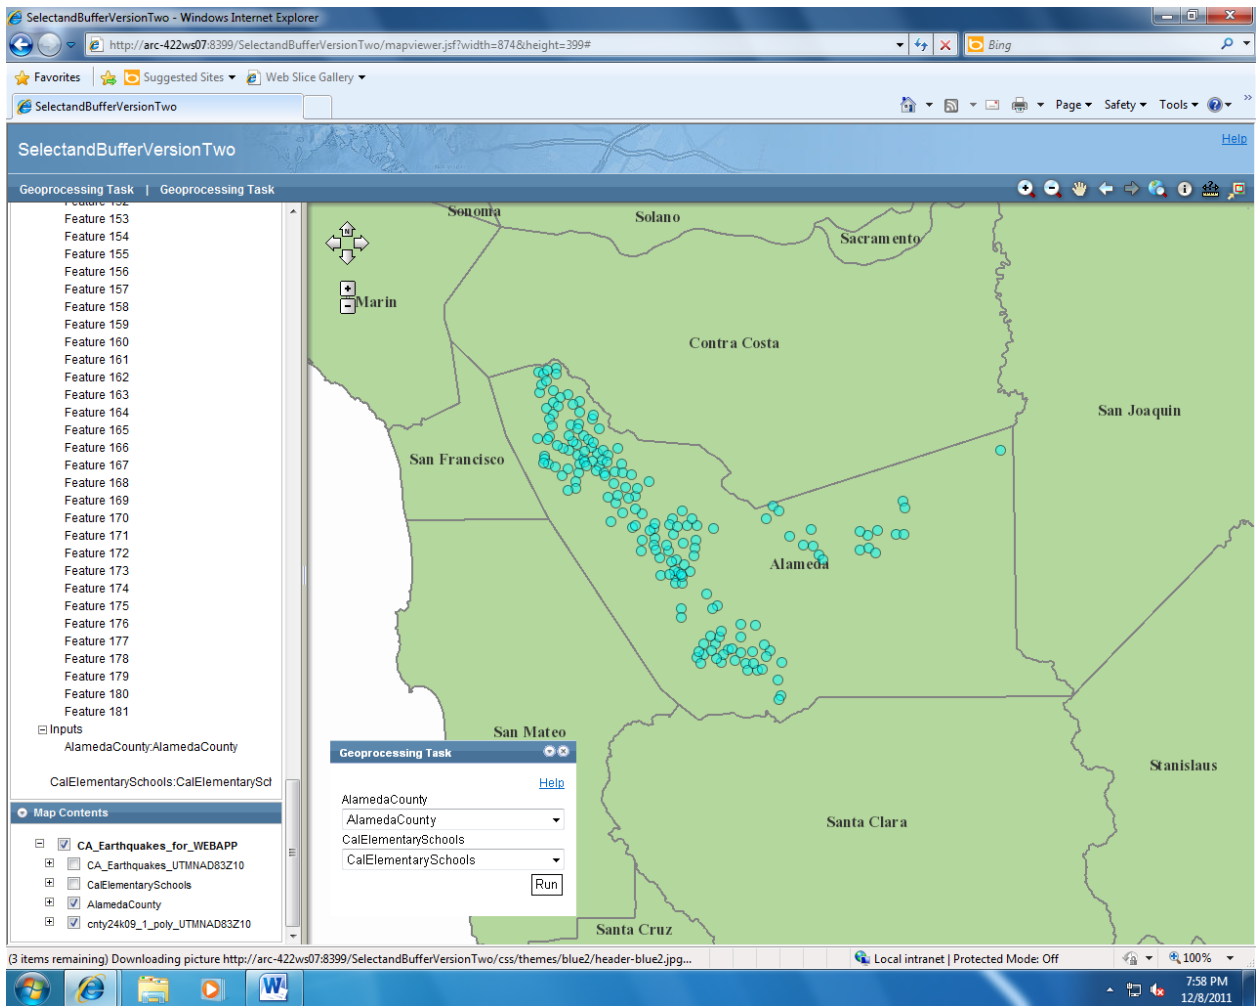 SelectandBufferVersionTwo - Windows Internet Explorer
http://arc-422ws07:8399/SelectandBufferVersionTwo/mapviewer.jsf?width=874&height=399#
Bing
Favorites
Suggested Sites
Web Slice Gallery
SelectandBufferVersionTwo
Page
Safety
Tools
SelectandBufferVersionTwo
Help
Geoprocessing Task | Geoprocessing Task
Feature 152
Feature 153
Feature 154
Feature 155
Feature 156
Feature 157
Feature 158
Feature 159
Feature 160
Feature 161
Feature 162
Feature 163
Feature 164
Feature 165
Feature 166
Feature 167
Feature 168
Feature 169
Feature 170
Feature 171
Feature 172
Feature 173
Feature 174
Feature 175
Feature 176
Feature 177
Feature 178
Feature 179
Feature 180
Feature 181
Inputs
AlamedaCounty:AlamedaCounty
CalElementarySchools:CalElementarySch
Map Contents
CA_Earthquakes_for_WEBAPP
CA_Earthquakes_UTMNAD83Z10
CalElementarySchools
AlamedaCounty
cnty24k09_1_poly_UTMNAD83Z10
N
Sonoma
Solano
Sacramento
Marin
Contra Costa
San Joaquin
San Francisco
Alameda
San Mateo
Stanislaus
Santa Clara
Santa Cruz
Geoprocessing Task
Help
AlamedaCounty
AlamedaCounty
CalElementarySchools
CalElementarySchools
Run
(3 items remaining) Downloading picture http://arc-422ws07:8399/SelectandBufferVersionTwo/css/themes/blue2/header-blue2.jpg...
Local intranet | Protected Mode: Off
100%
7:58 PM
12/8/2011